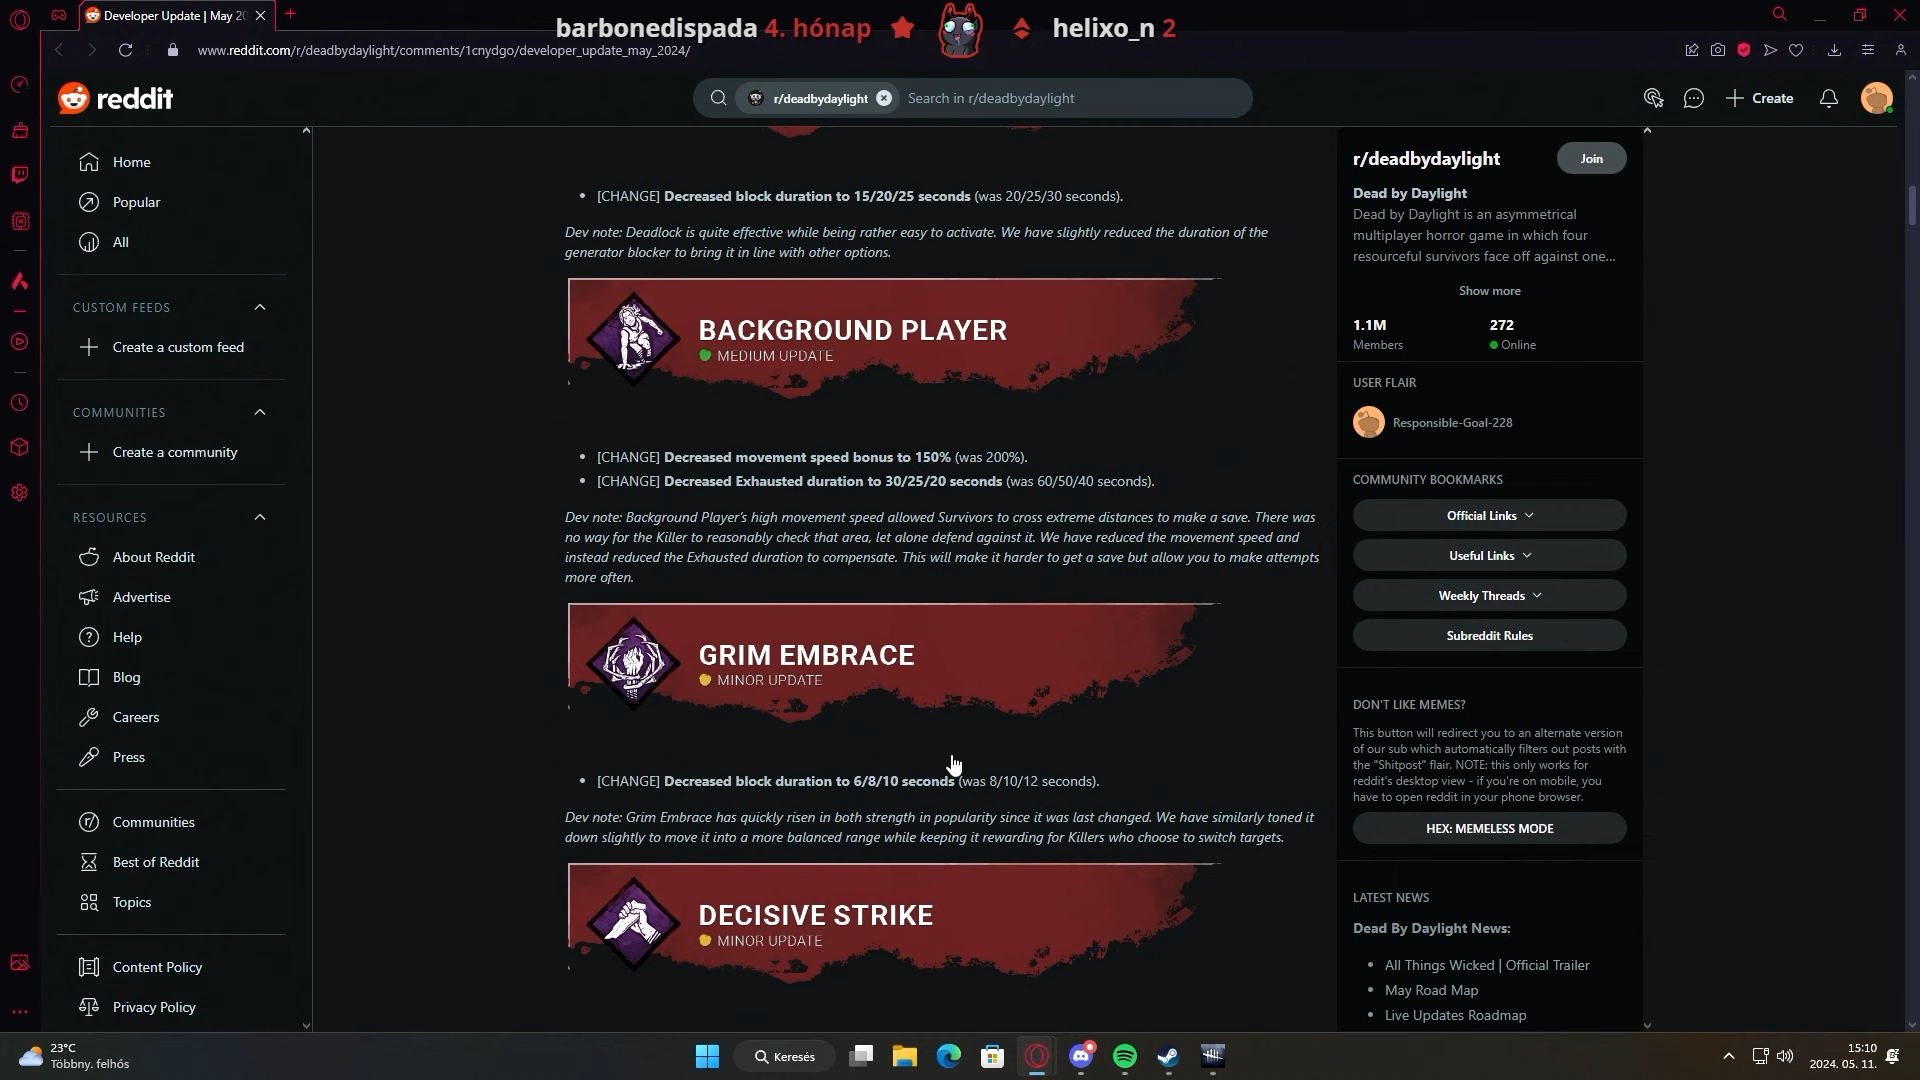 Developer Update | May 20
barbonedispada 4. hónap
helixo_n 2
www.reddit.com/r/deadbydaylight/comments/1cnydgo/developer_update_may_2024/
reddit
r/deadbydaylight
Search in r/deadbydaylight
Create
Home
Popular
All
CUSTOM FEEDS
Create a custom feed
COMMUNITIES
Create a community
RESOURCES
About Reddit
Advertise
Help
Blog
Careers
Press
Communities
Best of Reddit
Topics
Content Policy
Privacy Policy
• [CHANGE] Decreased block duration to 15/20/25 seconds (was 20/25/30 seconds).
Dev note: Deadlock is quite effective while being rather easy to activate. We have slightly reduced the duration of the
generator blocker to bring it in line with other options.
BACKGROUND PLAYER
MEDIUM UPDATE
• [CHANGE] Decreased movement speed bonus to 150% (was 200%).
• [CHANGE] Decreased Exhausted duration to 30/25/20 seconds (was 60/50/40 seconds).
Dev note: Background Player's high movement speed allowed Survivors to cross extreme distances to make a save. There was
no way for the Killer to reasonably check that area, let alone defend against it. We have reduced the movement speed and
instead reduced the Exhausted duration to compensate. This will make it harder to get a save but allow you to make attempts
more often.
GRIM EMBRACE
MINOR UPDATE
• [CHANGE] Decreased block duration to 6/8/10 seconds (was 8/10/12 seconds).
Dev note: Grim Embrace has quickly risen in both strength in popularity since it was last changed. We have similarly toned it
down slightly to move it into a more balanced range while keeping it rewarding for Killers who choose to switch targets.
DECISIVE STRIKE
MINOR UPDATE
r/deadbydaylight
Join
Dead by Daylight
Dead by Daylight is an asymmetrical
multiplayer horror game in which four
resourceful survivors face off against one...
Show more
1.1M
Members
272
Online
USER FLAIR
Responsible-Goal-228
COMMUNITY BOOKMARKS
Official Links
Useful Links
Weekly Threads
Subreddit Rules
DON'T LIKE MEMES?
This button will redirect you to an alternate version
of our sub which automatically filters out posts with
the "Shitpost" flair. NOTE: this only works for
reddit's desktop view - if you're on mobile, you
have to open reddit in your phone browser.
HEX: MEMELESS MODE
LATEST NEWS
Dead By Daylight News:
• All Things Wicked | Official Trailer
• May Road Map
• Live Updates Roadmap
23°C
Többny. felhős
Keresés
15:10
2024. 05. 11.